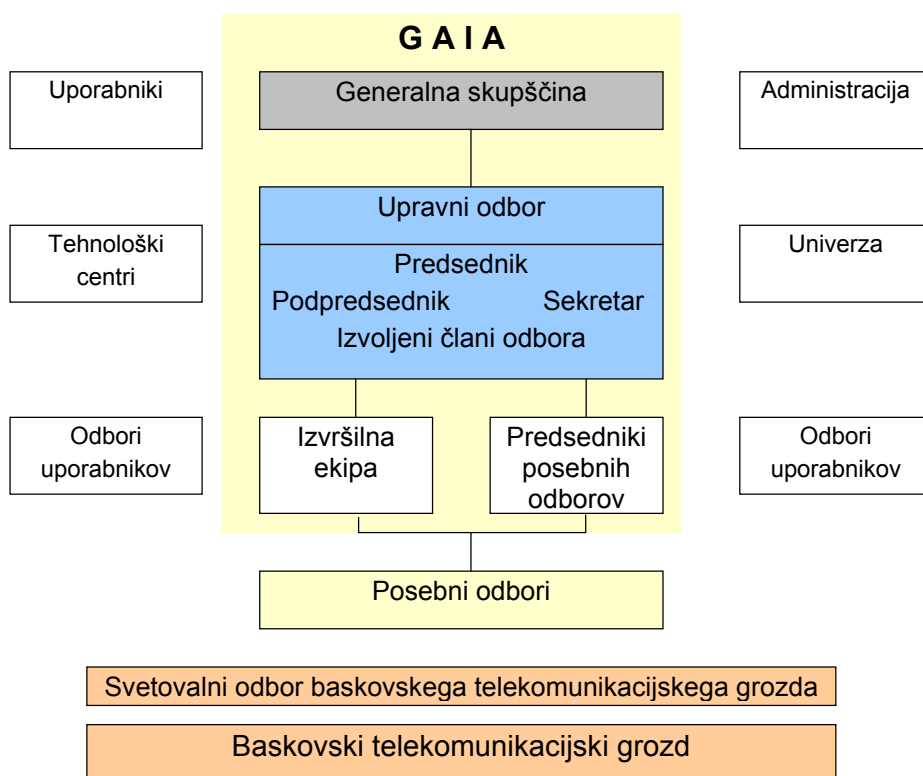 G A I A
Uporabniki
Generalna skupščina
Administracija
Upravni odbor
Tehnološki
centri
Predsednik
Podpredsednik Sekretar
Izvoljeni člani odbora
Univerza
Odbori
uporabnikov
Izvršilna
ekipa
Predsedniki
posebnih
odborov
Odbori
uporabnikov
Posebni odbori
Svetovalni odbor baskovskega telekomunikacijskega grozda
Baskovski telekomunikacijski grozd